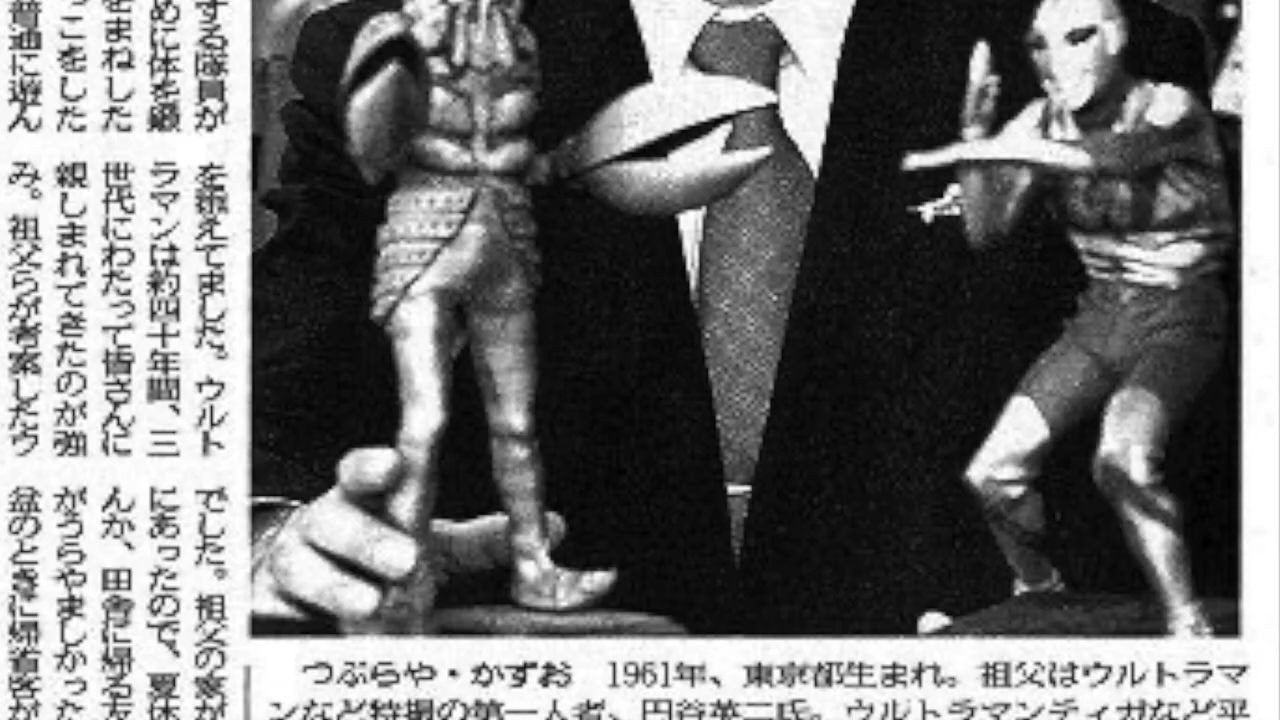 する隊員が
めに体を鍛
をまねした
っこをした
普通に遊ん
を揃えてました。ウルト
ラマンは約四十年間、三
世代にわたって皆さんに
親しまれてきたのが強
み。祖父らが考案したウ
でした。祖父の家が
にあったので、夏休
んか、田舎に帰る友
がうらやましかった
盆のときに帰省客が
つぶらや・かずお 1961年、東京都生まれ。祖父はウルトラマ
ンなど特撮の第一人者、円谷英二氏。ウルトラマンティガなど平